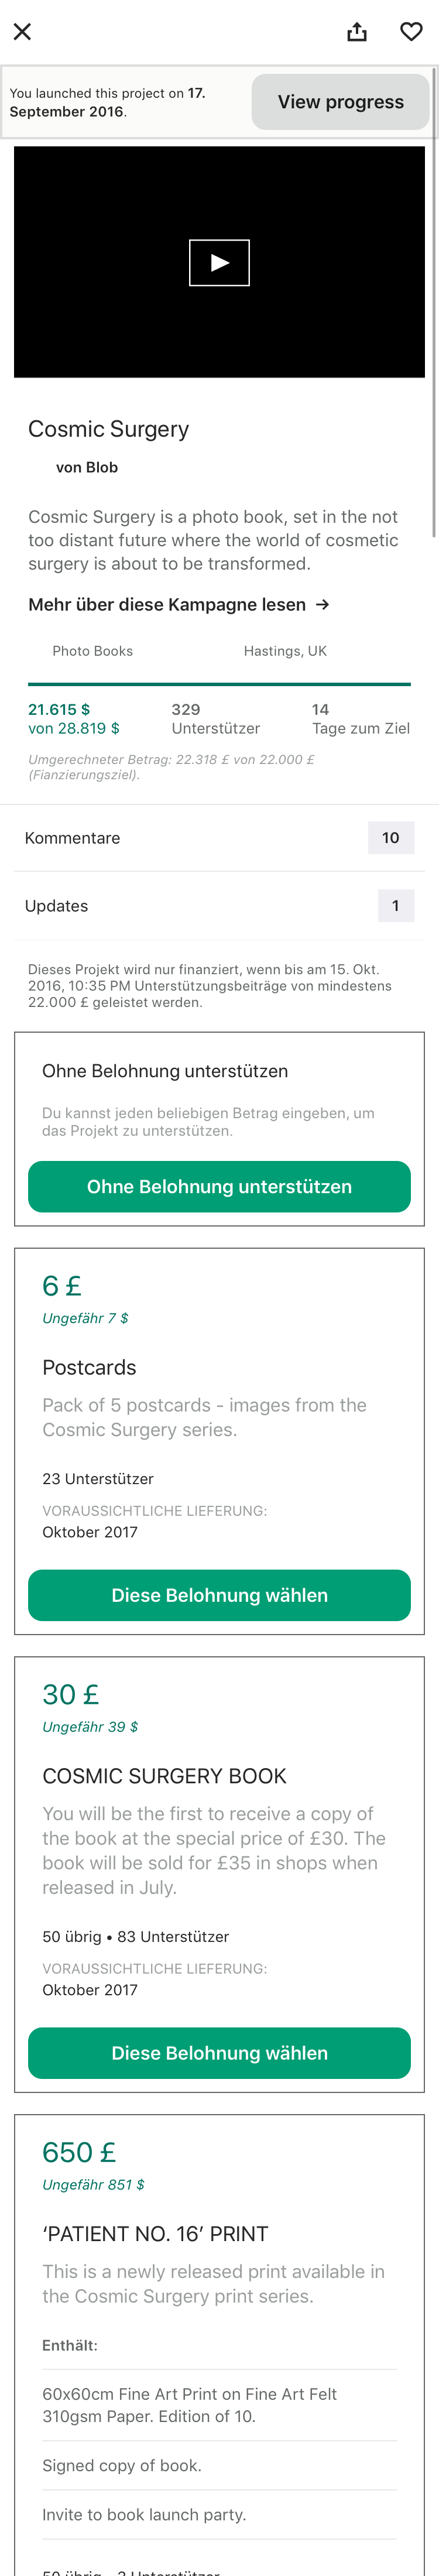 You launched this project on 17.
September 2016.
View progress
Cosmic Surgery
von Blob
Cosmic Surgery is a photo book, set in the not
too distant future where the world of cosmetic
surgery is about to be transformed.
Mehr über diese Kampagne lesen →
Photo Books
Hastings, UK
21.615 $
von 28.819 $
329
Unterstützer
14
Tage zum Ziel
Umgerechneter Betrag: 22.318 £ von 22.000 £
(Fianzierungsziel).
Kommentare
10
Updates
1
Dieses Projekt wird nur finanziert, wenn bis am 15. Okt.
2016, 10:35 PM Unterstützungsbeiträge von mindestens
22.000 £ geleistet werden.
Ohne Belohnung unterstützen
Du kannst jeden beliebigen Betrag eingeben, um
das Projekt zu unterstützen.
Ohne Belohnung unterstützen
6 £
Ungefähr 7 $
Postcards
Pack of 5 postcards - images from the
Cosmic Surgery series.
23 Unterstützer
VORAUSSICHTLICHE LIEFERUNG:
Oktober 2017
Diese Belohnung wählen
30 £
Ungefähr 39 $
COSMIC SURGERY BOOK
You will be the first to receive a copy of
the book at the special price of £30. The
book will be sold for £35 in shops when
released in July.
50 übrig • 83 Unterstützer
VORAUSSICHTLICHE LIEFERUNG:
Oktober 2017
Diese Belohnung wählen
650 £
Ungefähr 851 $
‘PATIENT NO. 16’ PRINT
This is a newly released print available in
the Cosmic Surgery print series.
Enthält:
60x60cm Fine Art Print on Fine Art Felt
310gsm Paper. Edition of 10.
Signed copy of book.
Invite to book launch party.